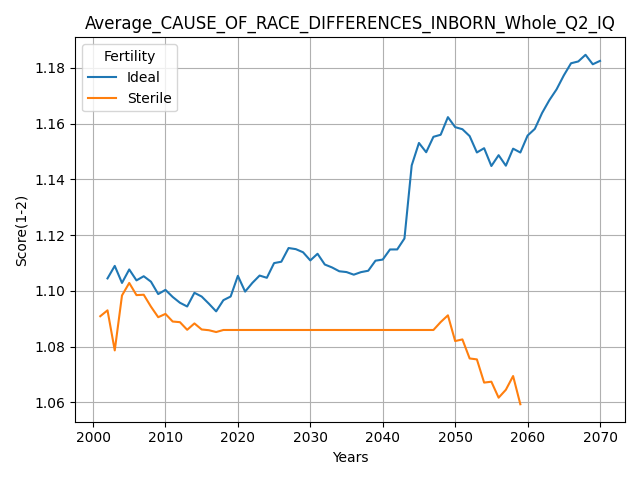 Average_CAUSE_OF_RACE_DIFFERENCES_INBORN_Whole_Q2_IQ
Fertility
Ideal
Sterile
1.18
1.16
1.14
1.12
1.10
1.08
1.06
Score(1-2)
2000 2010 2020 2030 2040 2050 2060 2070
Years